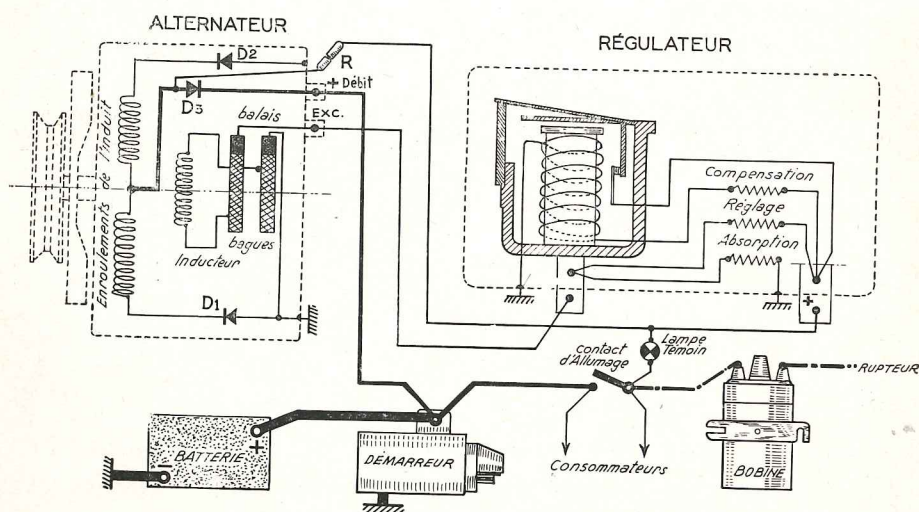 ALTERNATEUR
RÉGULATEUR
D2
R
+ Débit
D3
balais
EXC.
Enroulements de l'induit
Inducteur
bagues
D1
Compensation
Réglage
Absorption
+
Lampe
Témoin
contact
d'Allumage
RUPTEUR
BATTERIE
+
-
DÉMARREUR
Consommateurs
BOBINE